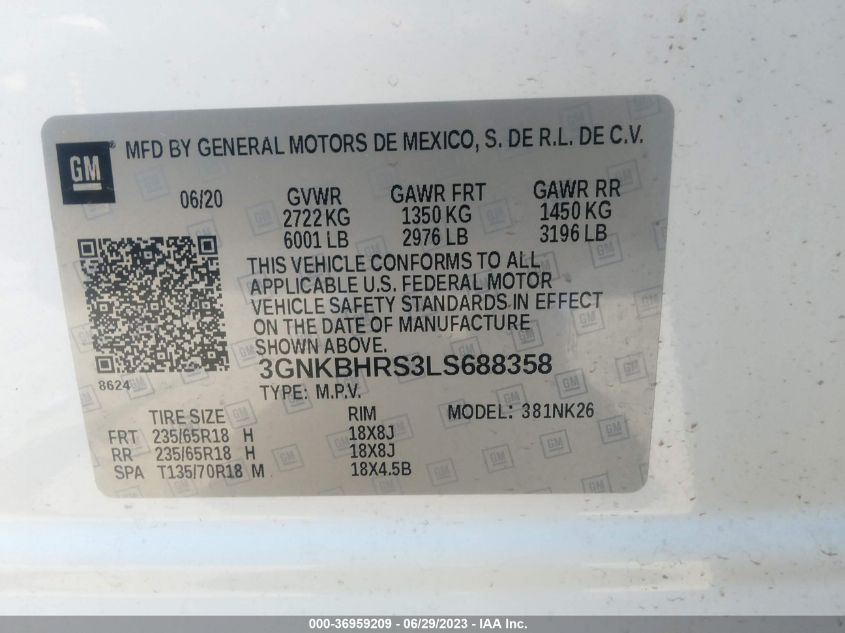 GM ® MFD BY GENERAL MOTORS DE MEXICO, S. DE R.L. DE C.V.
06/20 GVWR GAWR FRT GAWR RR
2722 KG 1350 KG 1450 KG
6001 LB 2976 LB 3196 LB
THIS VEHICLE CONFORMS TO ALL
APPLICABLE U.S. FEDERAL MOTOR
VEHICLE SAFETY STANDARDS IN EFFECT
ON THE DATE OF MANUFACTURE
SHOWN ABOVE.
8624 3GNKBHRS3LS688358
TYPE: M.P.V.
TIRE SIZE RIM MODEL: 381NK26
FRT 235/65R18 H 18X8J
RR 235/65R18 H 18X8J
SPA T135/70R18 M 18X4.5B
000-36959209 - 06/29/2023 - IAA Inc.